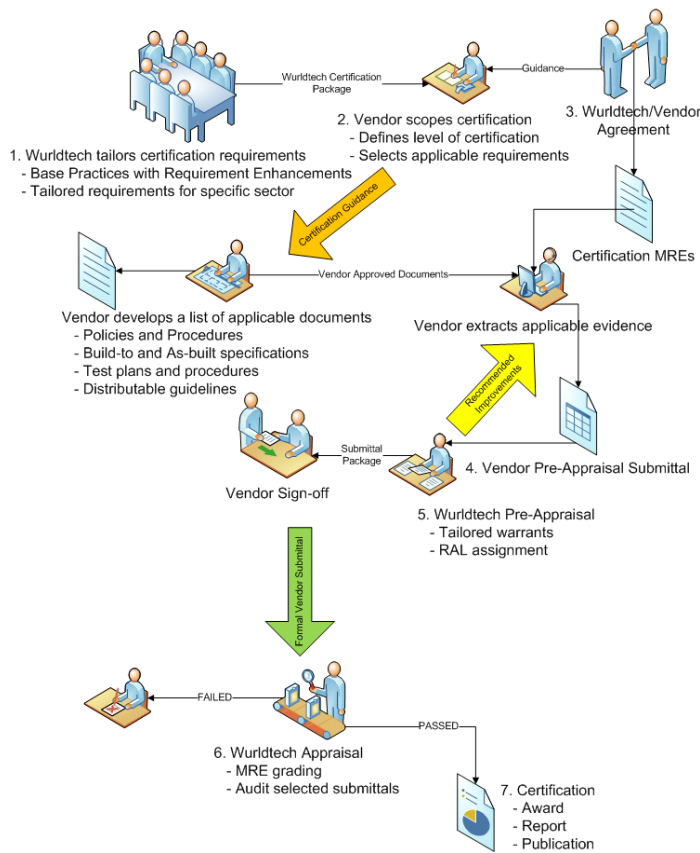 Wurldtech Certification
Package
Guidance
3. Wurldtech/Vendor
Agreement
2. Vendor scopes certification
- Defines level of certification
- Selects applicable requirements
1. Wurldtech tailors certification requirements
- Base Practices with Requirement Enhancements
- Tailored requirements for specific sector
Certification Guidance
Certification MREs
Vendor Approved Documents
Vendor develops a list of applicable documents
- Policies and Procedures
- Build-to and As-built specifications
- Test plans and procedures
- Distributable guidelines
Vendor extracts applicable evidence
Recommended
Improvements
Submittal
Package
4. Vendor Pre-Appraisal Submittal
Vendor Sign-off
5. Wurldtech Pre-Appraisal
- Tailored warrants
- RAL assignment
Formal Vendor Submittal
FAILED
PASSED
6. Wurldtech Appraisal
- MRE grading
- Audit selected submittals
7. Certification
- Award
- Report
- Publication